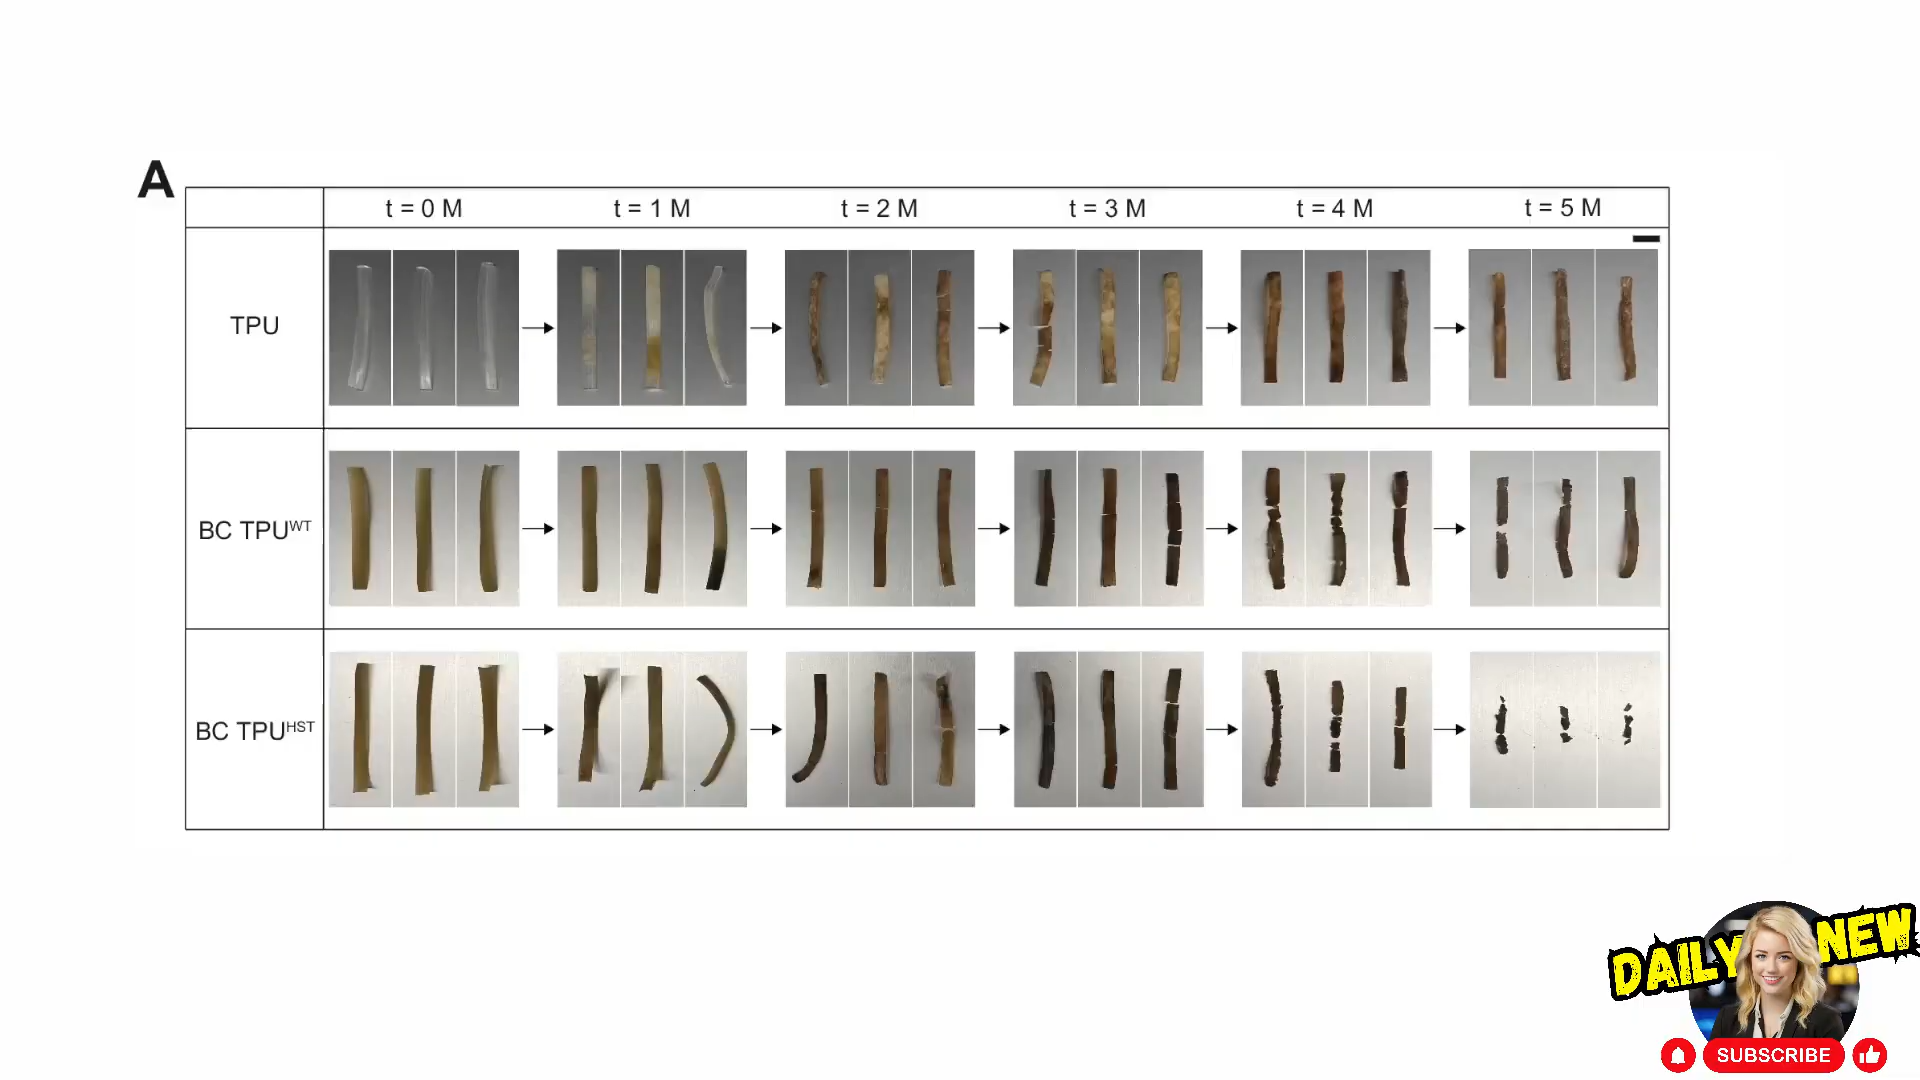 A
t = 0 M t = 1 M t = 2 M t = 3 M t = 4 M t = 5 M
TPU
BC TPUᵂᵀ
BC TPUᴴˢᵀ
DAILY NEW
SUBSCRIBE